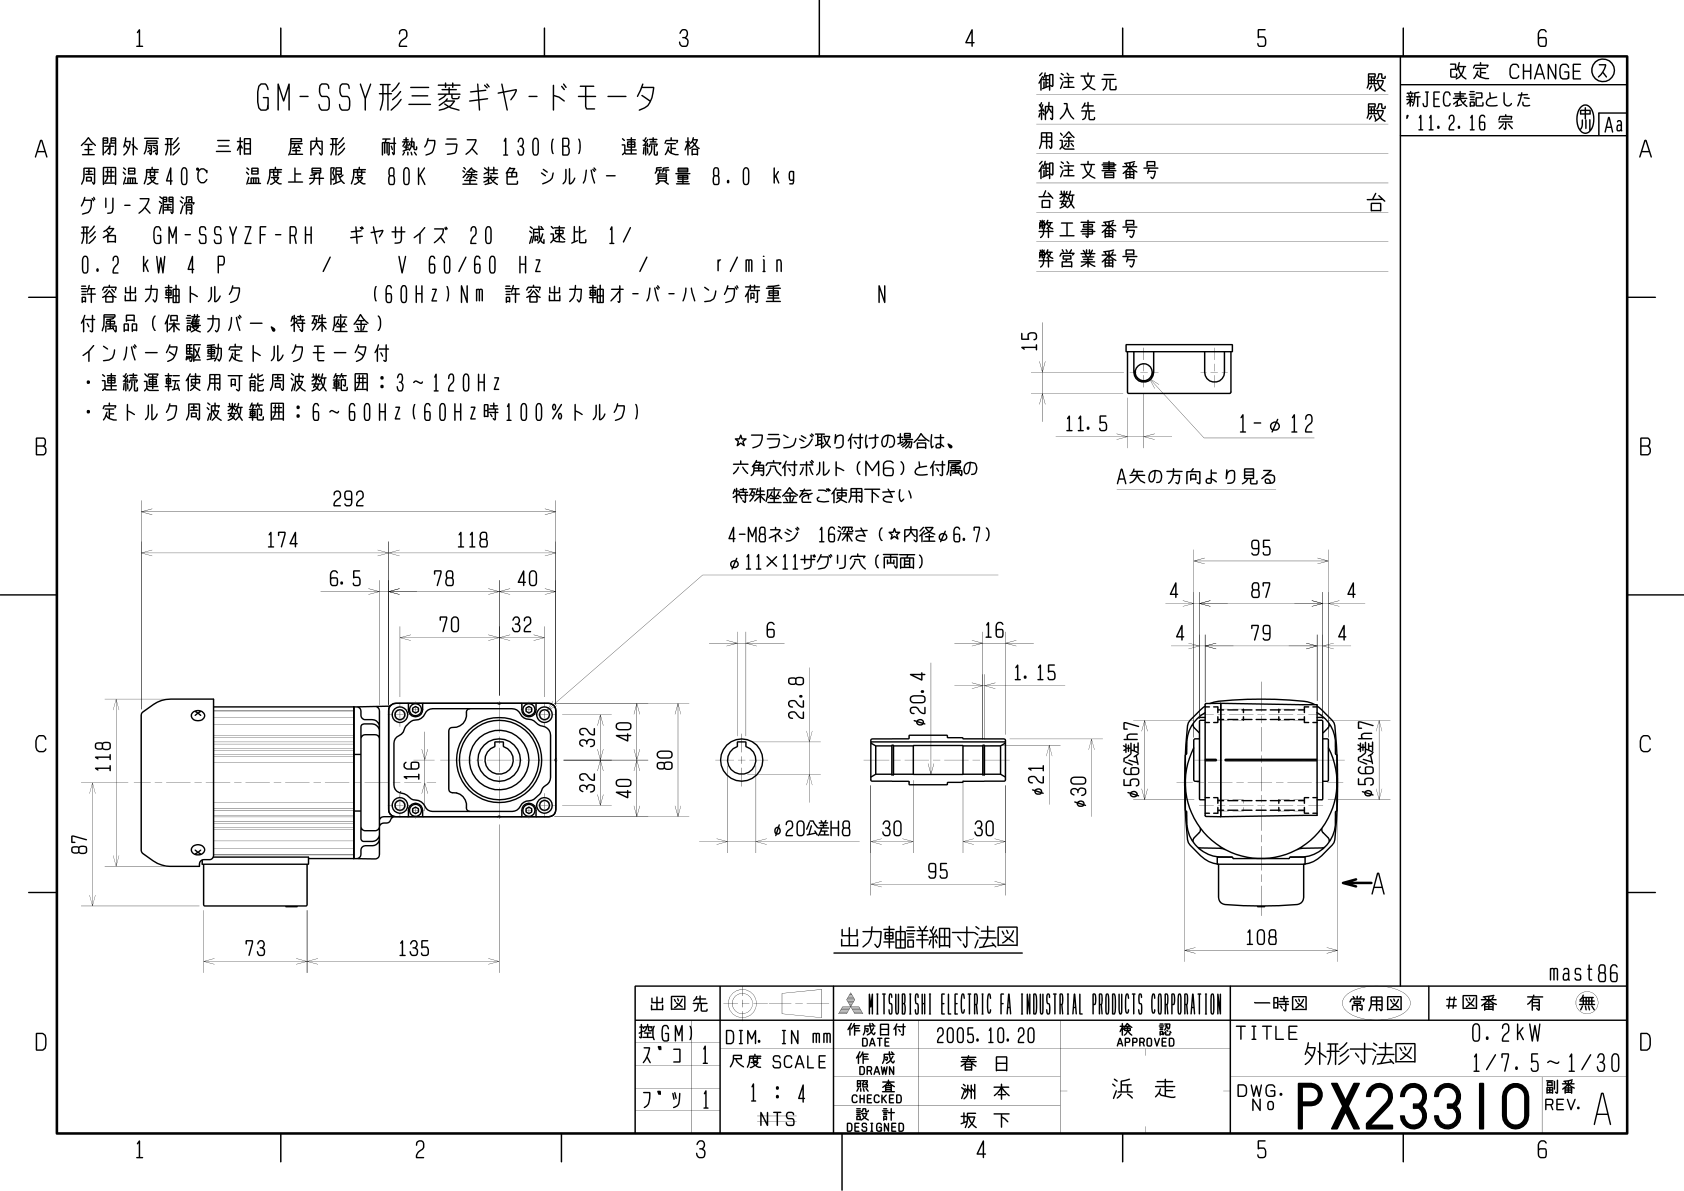 1 2 3 4 5 6
GM-SSY形三菱ギヤードモータ
全閉外扇形 三相 屋内形 耐熱クラス 130(B) 連続定格
周囲温度40℃ 温度上昇限度 80K 塗装色 シルバー 質量 8.0 kg
グリース潤滑
形名 GM-SSYZF-RH ギヤサイズ 20 減速比 1/
0.2 kW 4 P / V 60/60 Hz / r/min
許容出力軸トルク (60Hz)Nm 許容出力軸オーバーハング荷重 N
付属品(保護カバー、特殊座金)
インバータ駆動定トルクモータ付
・連続運転使用可能周波数範囲:3~120Hz
・定トルク周波数範囲:6~60Hz(60Hz時100%トルク)
御注文元 殿
納入先 殿
用途
御注文書番号
台数 台
弊工事番号
弊営業番号
改定 CHANGE ス
新JEC表記とした
'11.2.16 宗
Aa
A A
B B
C C
D D
15
11.5
1-φ12
A矢の方向より見る
☆フランジ取り付けの場合は、
六角穴付ボルト(M6)と付属の
特殊座金をご使用下さい
4-M8ネジ 16深さ(☆内径φ6.7)
φ11×11ザグリ穴(両面)
292
174 118
6.5 78 40
70 32
118
87
16
32 40
80
32 40
73 135
6
22.8
φ20公差H8
16
1.15
φ20.4
φ21
φ30
30 30
95
出力軸詳細寸法図
95
4 87 4
4 79 4
φ56公差h7
φ56公差h7
A
108
mast86
出図先
控(GM)
ズコ 1
ブツ 1
DIM. IN mm
尺度 SCALE
1 : 4
NTS
MITSUBISHI ELECTRIC FA INDUSTRIAL PRODUCTS CORPORATION
作成日付 DATE 2005.10.20
作成 DRAWN 春日
照査 CHECKED 洲本
設計 DESIGNED 坂下
検認 APPROVED
浜走
一時図 常用図 #図番 有 無
TITLE 0.2kW
外形寸法図 1/7.5~1/30
DWG. No PX23310
副番 REV. A
1 2 3 4 5 6